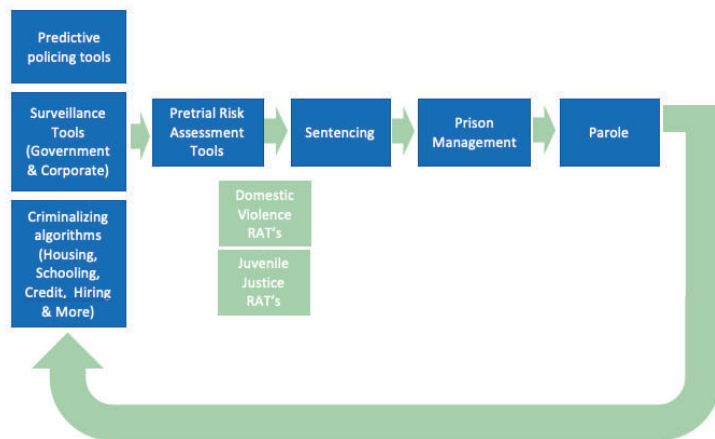 Predictive
policing tools
Surveillance
Tools
(Government
& Corporate)
Criminalizing
algorithms
(Housing,
Schooling,
Credit, Hiring
& More)
Pretrial Risk
Assessment
Tools
Sentencing
Prison
Management
Parole
Domestic
Violence
RAT's
Juvenile
Justice
RAT's